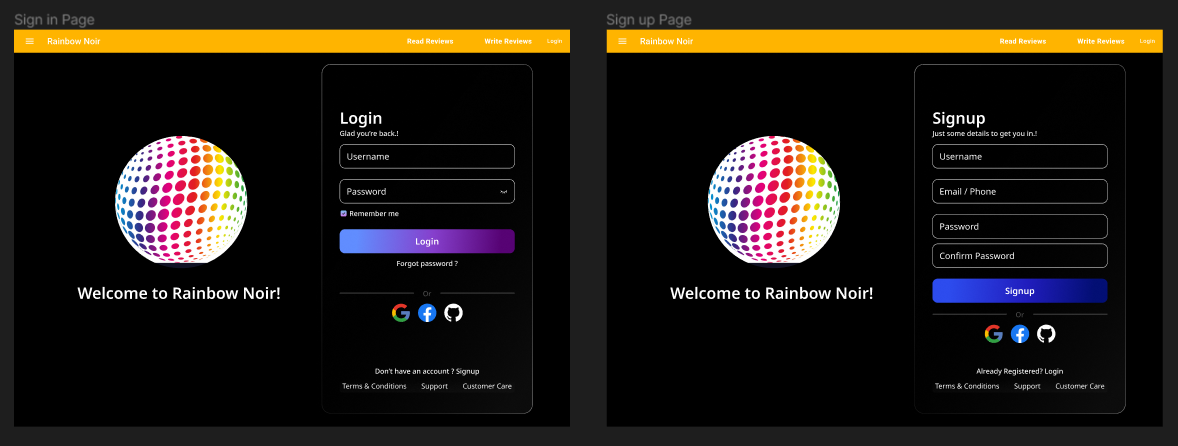 Sign in Page
Rainbow Noir
Read Reviews
Write Reviews
Login
Login
Glad you're back.!
Username
Password
Remember me
Login
Forgot password ?
Or
Welcome to Rainbow Noir!
Don't have an account ? Signup
Terms & Conditions Support Customer Care
Sign up Page
Rainbow Noir
Read Reviews
Write Reviews
Login
Signup
Just some details to get you in.!
Username
Email / Phone
Password
Confirm Password
Signup
Or
Welcome to Rainbow Noir!
Already Registered? Login
Terms & Conditions Support Customer Care